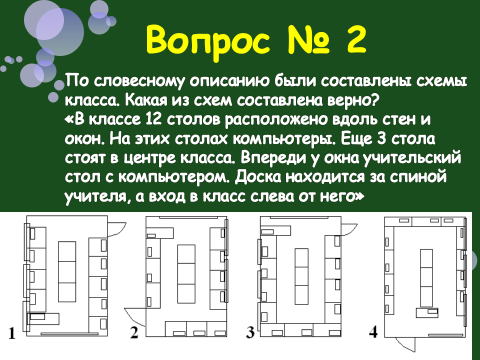 Вопрос № 2
По словесному описанию были составлены схемы
класса. Какая из схем составлена верно?
«В классе 12 столов расположено вдоль стен и
окон. На этих столах компьютеры. Еще 3 стола
стоят в центре класса. Впереди у окна учительский
стол с компьютером. Доска находится за спиной
учителя, а вход в класс слева от него»
1 2 3 4